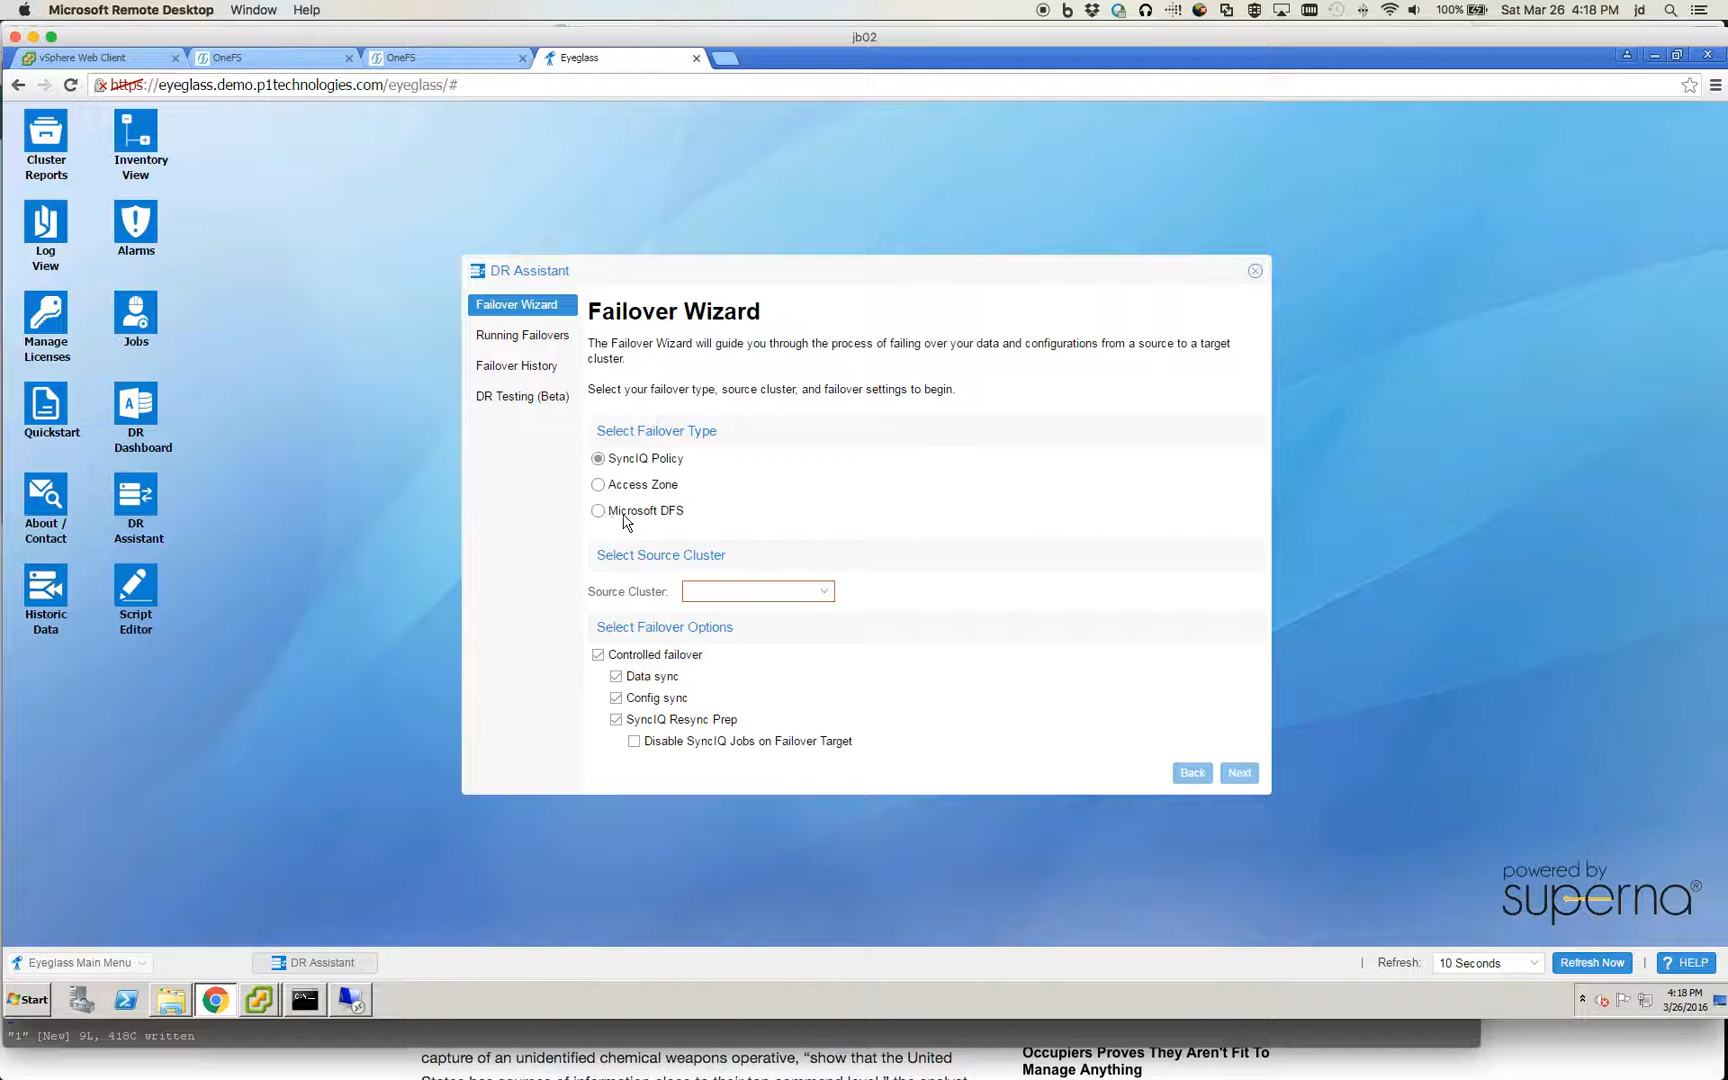 Microsoft Remote Desktop Window Help
100% Sat Mar 26 4:18 PM jd
jb02
vSphere Web Client
OneFS
OneFS
Eyeglass
https://eyeglass.demo.p1technologies.com/eyeglass/#
Cluster
Reports
Inventory
View
Log
View
Alarms
Manage
Licenses
Jobs
Quickstart
DR
Dashboard
About /
Contact
DR
Assistant
Historic
Data
Script
Editor
DR Assistant
Failover Wizard
Running Failovers
Failover History
DR Testing (Beta)
Failover Wizard
The Failover Wizard will guide you through the process of failing over your data and configurations from a source to a target
cluster.
Select your failover type, source cluster, and failover settings to begin.
Select Failover Type
SyncIQ Policy
Access Zone
Microsoft DFS
Select Source Cluster
Source Cluster:
Select Failover Options
Controlled failover
Data sync
Config sync
SyncIQ Resync Prep
Disable SyncIQ Jobs on Failover Target
Back Next
powered by
superna®
Eyeglass Main Menu
DR Assistant
Refresh: 10 Seconds Refresh Now ? HELP
Start
4:18 PM
3/26/2016
"1" [New] 9L, 418C written
capture of an unidentified chemical weapons operative, “show that the United
Occupiers Proves They Aren't Fit To
Manage Anything